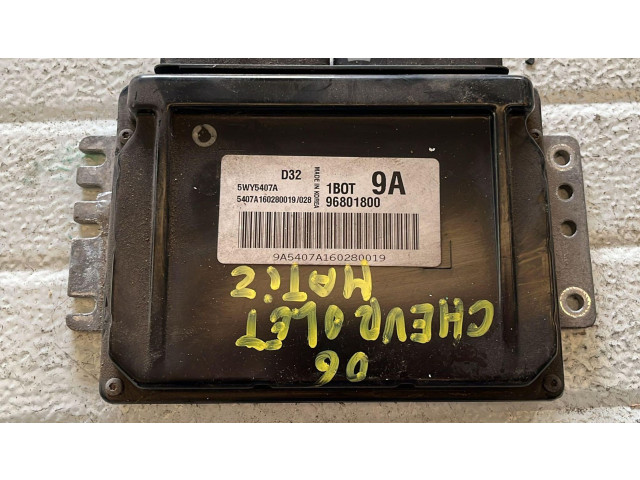 D32
MADE IN KOREA
1BOT 9A
5WY5407A
5407A160280019/028
96801800
9A5407A160280019
06
CHEVROLET
MATiZ